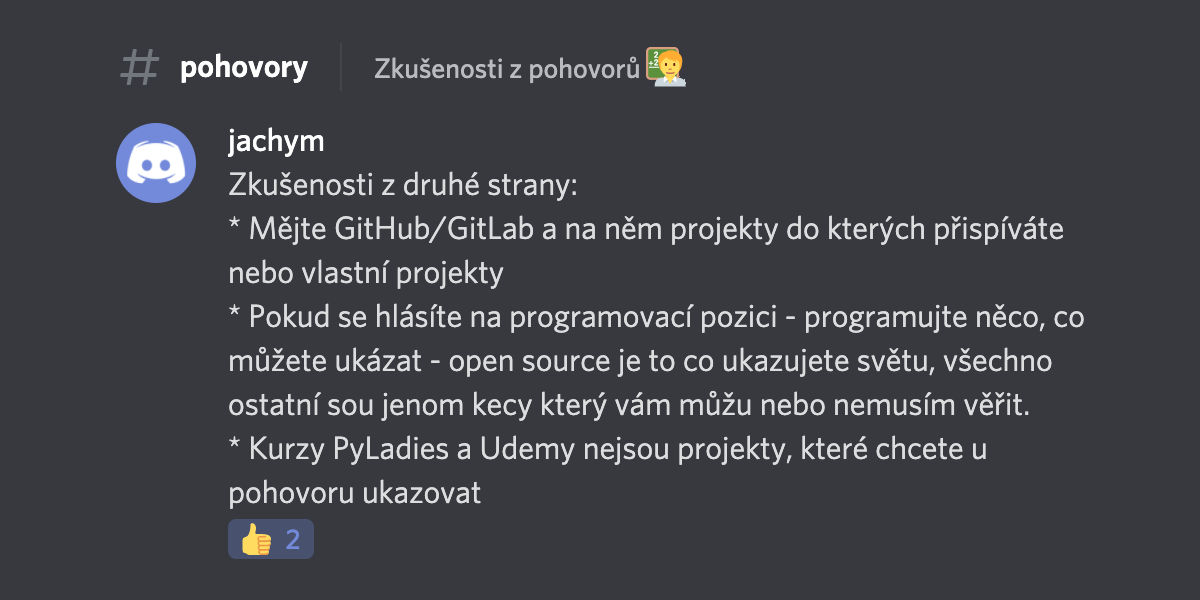 # pohovory Zkušenosti z pohovorů
jachym
Zkušenosti z druhé strany:
* Mějte GitHub/GitLab a na něm projekty do kterých přispíváte
nebo vlastní projekty
* Pokud se hlásíte na programovací pozici - programujte něco, co
můžete ukázat - open source je to co ukazujete světu, všechno
ostatní sou jenom kecy který vám můžu nebo nemusím věřit.
* Kurzy PyLadies a Udemy nejsou projekty, které chcete u
pohovoru ukazovat
👍 2